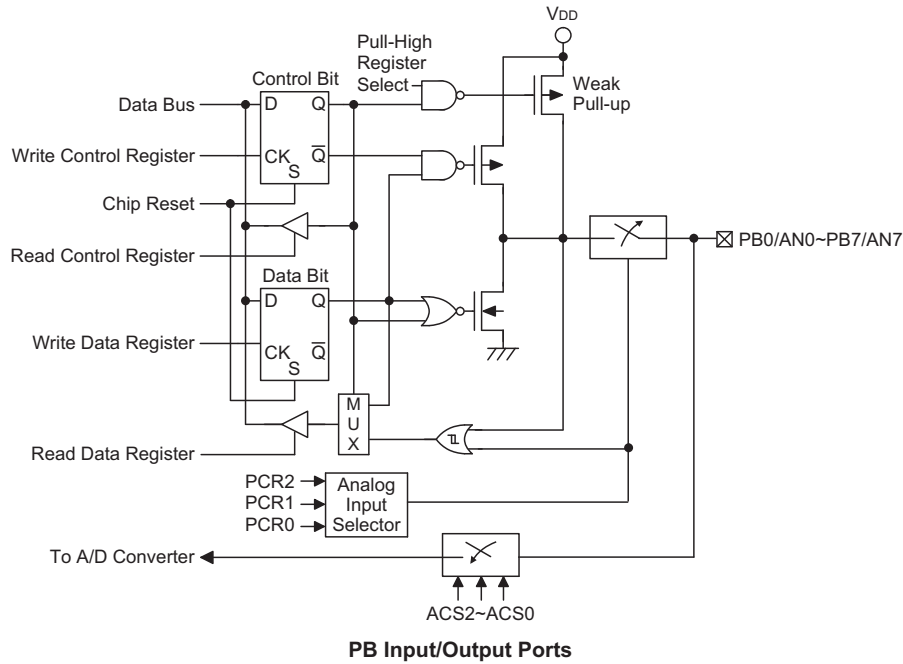 VDD
Pull-High
Register
Select
Control Bit
Weak
Pull-up
Data Bus
D
Q
Write Control Register
CK
Q
S
Chip Reset
PB0/AN0~PB7/AN7
Read Control Register
Data Bit
D
Q
Write Data Register
CK
Q
S
M
U
X
Read Data Register
PCR2
PCR1
PCR0
Analog
Input
Selector
To A/D Converter
ACS2~ACS0
PB Input/Output Ports